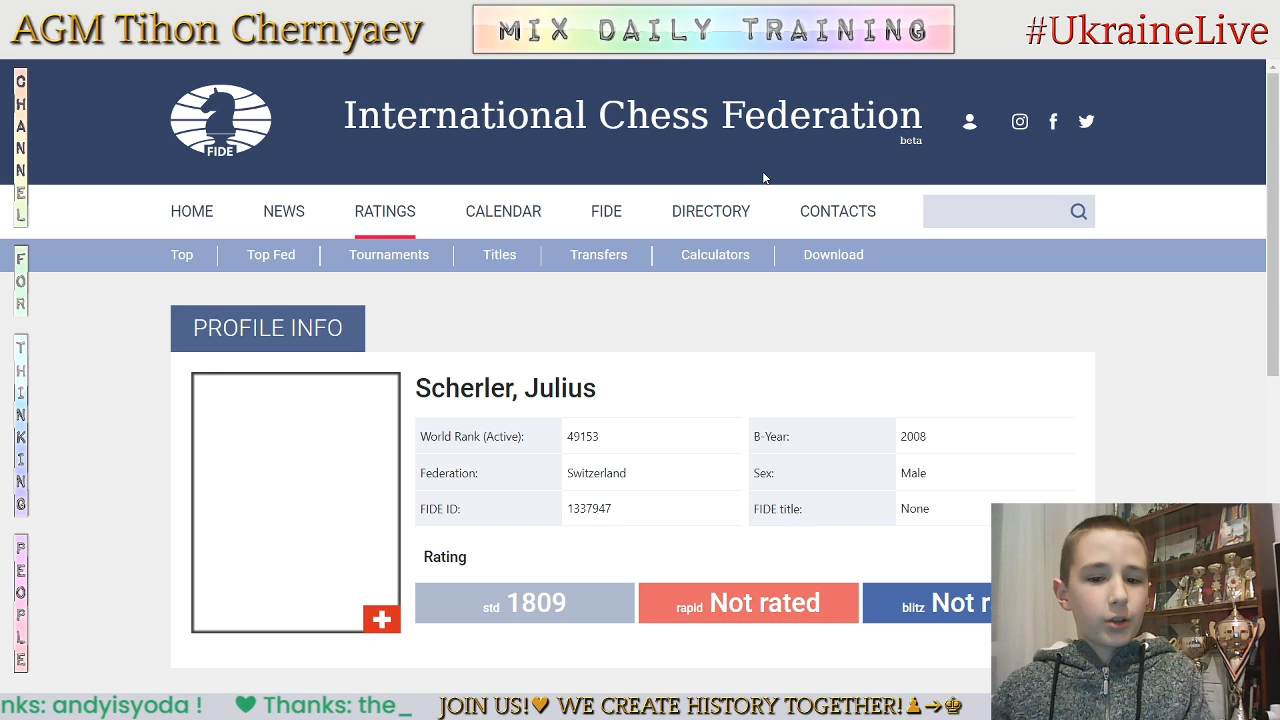 AGM Tihon Chernyaev
MIX DAILY TRAINING
#UkraineLive
CHANNEL
FOR
THINKING
PEOPLE
FIDE
International Chess Federation
beta
HOME NEWS RATINGS CALENDAR FIDE DIRECTORY CONTACTS
Top Top Fed Tournaments Titles Transfers Calculators Download
PROFILE INFO
Scherler, Julius
World Rank (Active): 49153 B-Year: 2008
Federation: Switzerland Sex: Male
FIDE ID: 1337947 FIDE title: None
Rating
std 1809 rapid Not rated blitz Not r
nks: andyisyoda ! ♥ Thanks: the_ JOIN US!♥ WE CREATE HISTORY TOGETHER!♟→♚